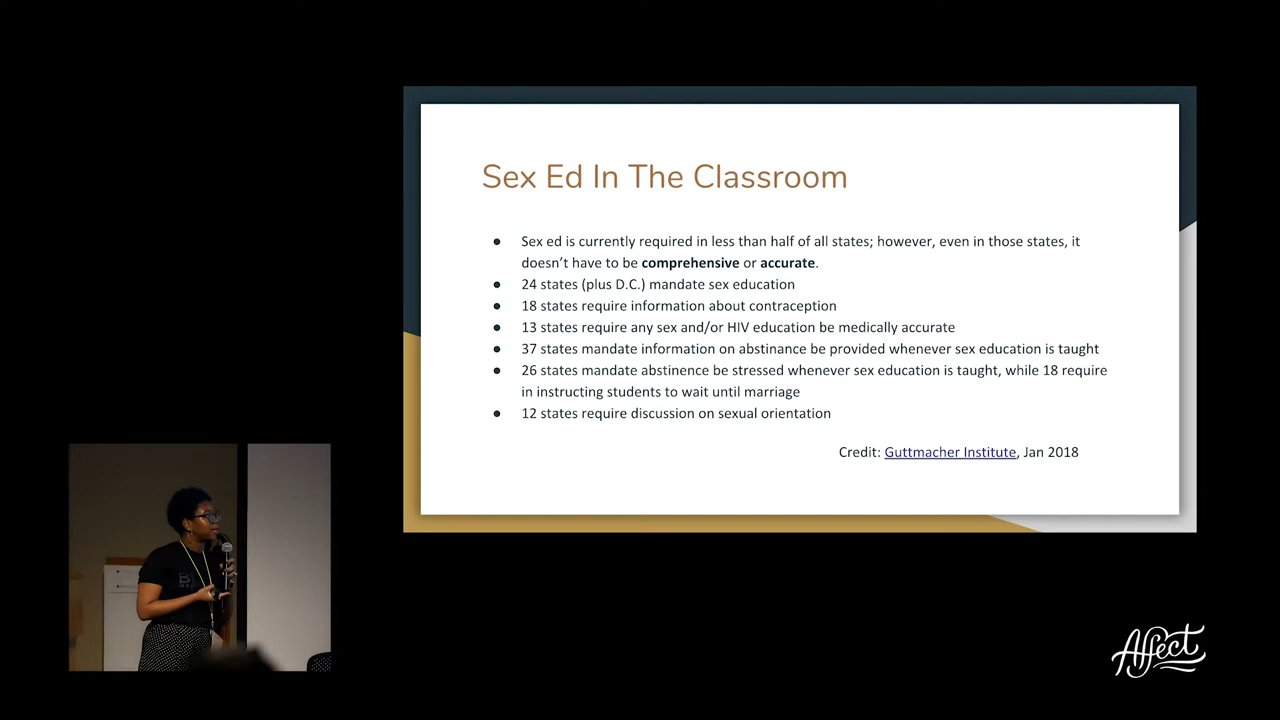 Sex Ed In The Classroom
● Sex ed is currently required in less than half of all states; however, even in those states, it
doesn't have to be comprehensive or accurate.
● 24 states (plus D.C.) mandate sex education
● 18 states require information about contraception
● 13 states require any sex and/or HIV education be medically accurate
● 37 states mandate information on abstinance be provided whenever sex education is taught
● 26 states mandate abstinence be stressed whenever sex education is taught, while 18 require
in instructing students to wait until marriage
● 12 states require discussion on sexual orientation
Credit: Guttmacher Institute, Jan 2018
Affect